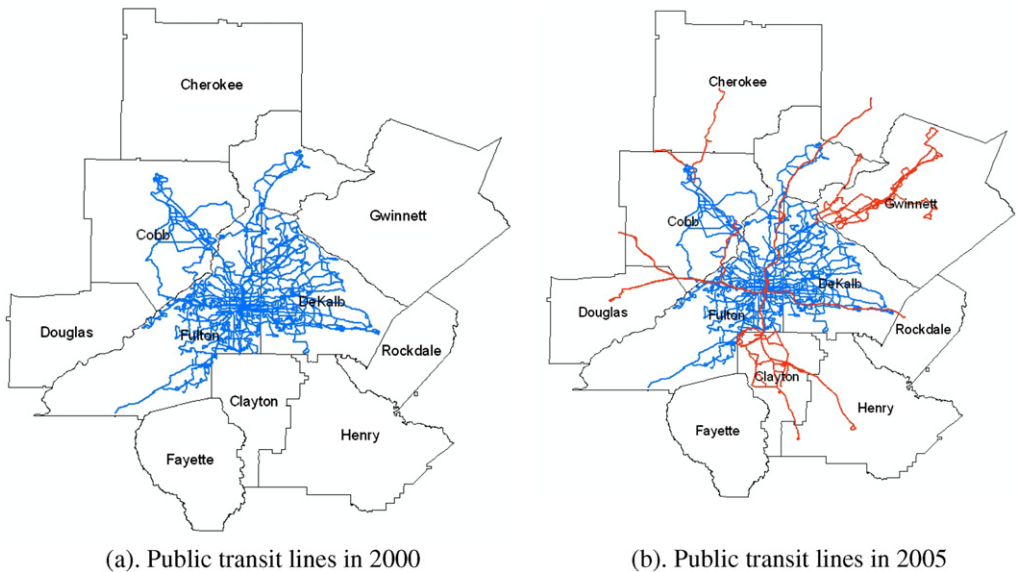 Cherokee
Gwinnett
Cobb
DeKalb
Douglas
Fulton
Rockdale
Clayton
Henry
Fayette
(a). Public transit lines in 2000
Cherokee
Gwinnett
Cobb
DeKalb
Douglas
Fulton
Rockdale
Clayton
Henry
Fayette
(b). Public transit lines in 2005